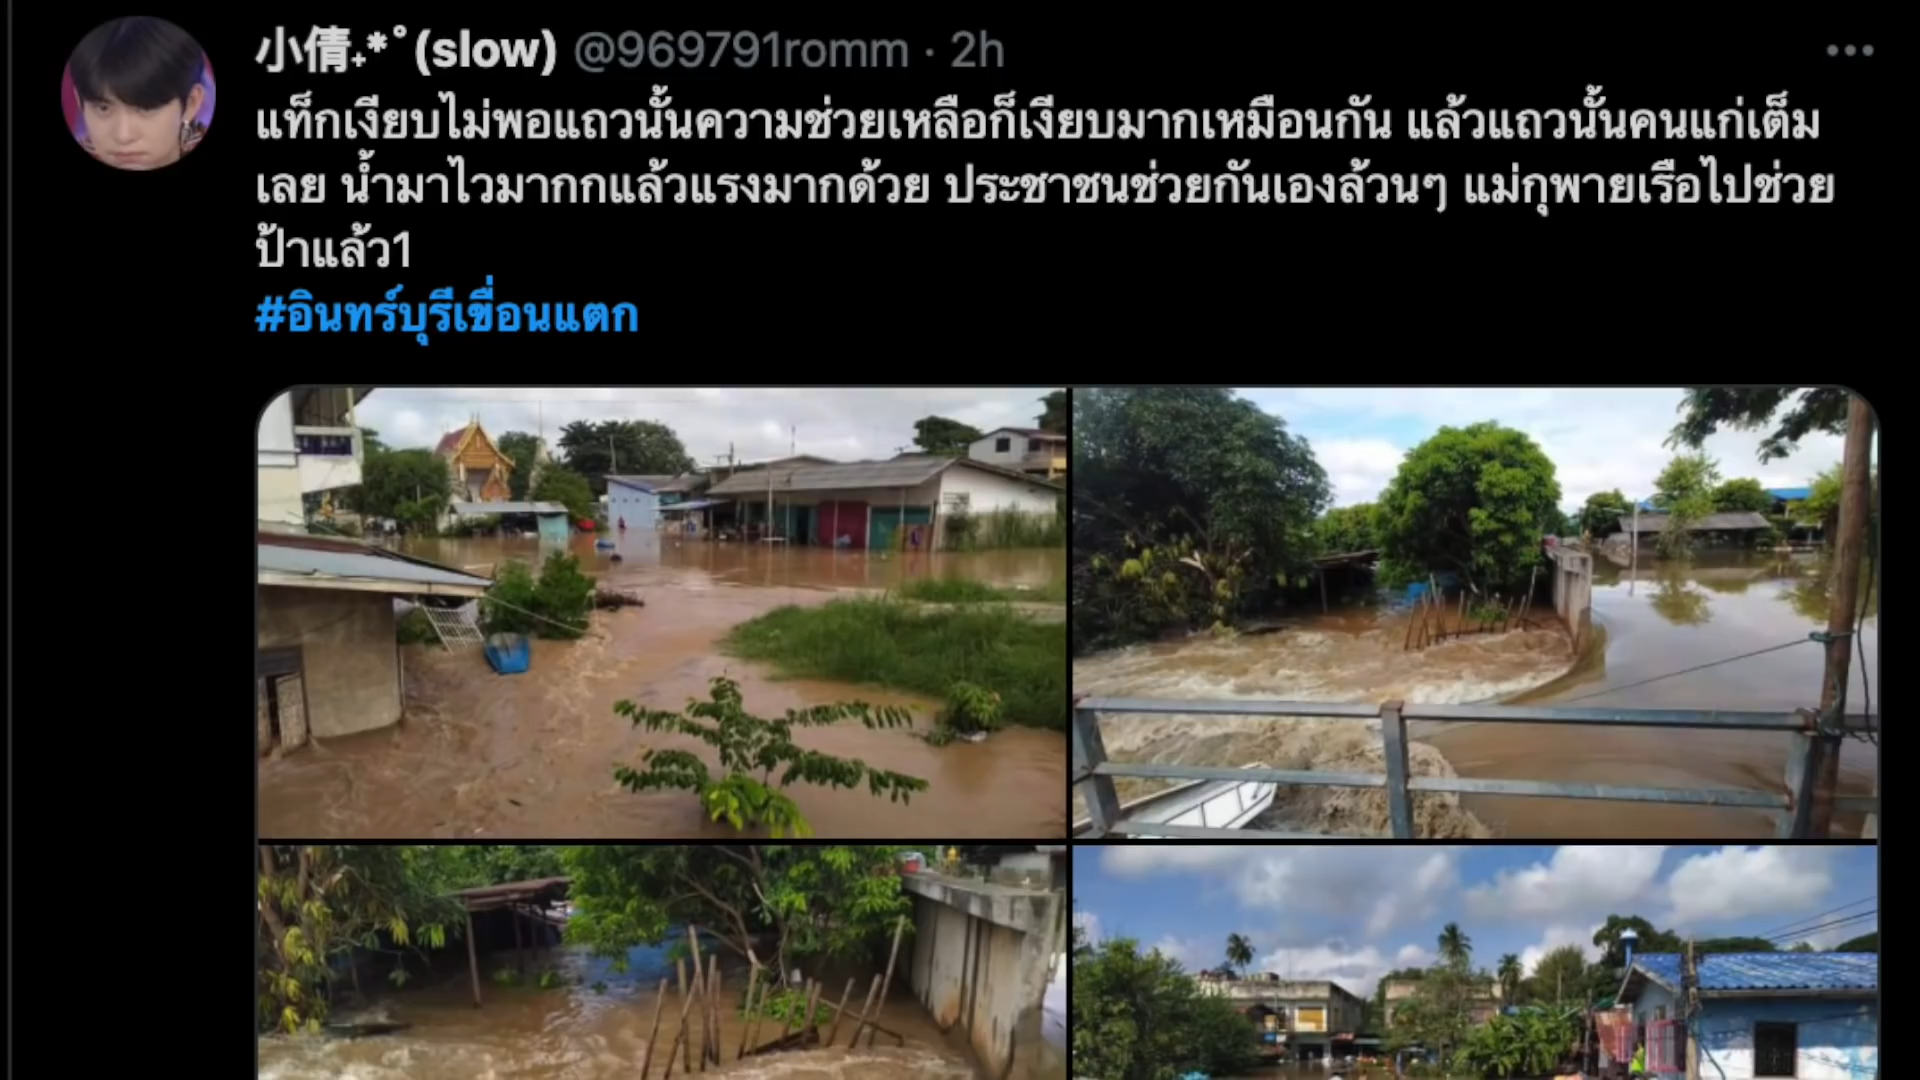 小倩₊*˚(slow) @969791romm · 2h
แท็กเงียบไม่พอแถวนั้นความช่วยเหลือก็เงียบมากเหมือนกัน แล้วแถวนั้นคนแก่เต็ม
เลย น้ำมาไวมากกแล้วแรงมากด้วย ประชาชนช่วยกันเองล้วนๆ แม่กุพายเรือไปช่วย
ป้าแล้ว1
#อินทร์บุรีเขื่อนแตก